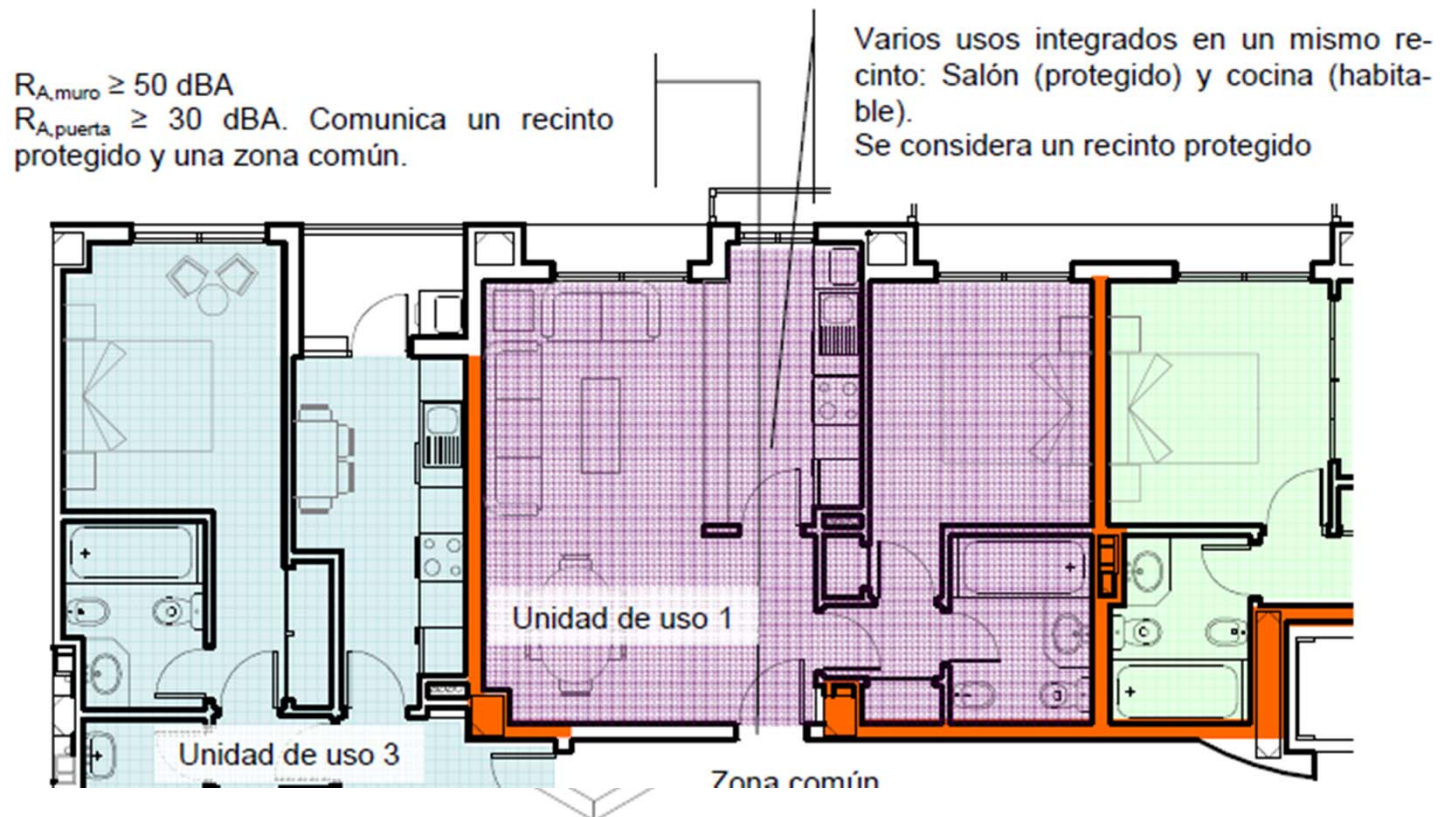 R_A,muro ≥ 50 dBA
R_A,puerta ≥ 30 dBA. Comunica un recinto
protegido y una zona común.
Varios usos integrados en un mismo re-
cinto: Salón (protegido) y cocina (habita-
ble).
Se considera un recinto protegido
Unidad de uso 1
Unidad de uso 3
Zona común